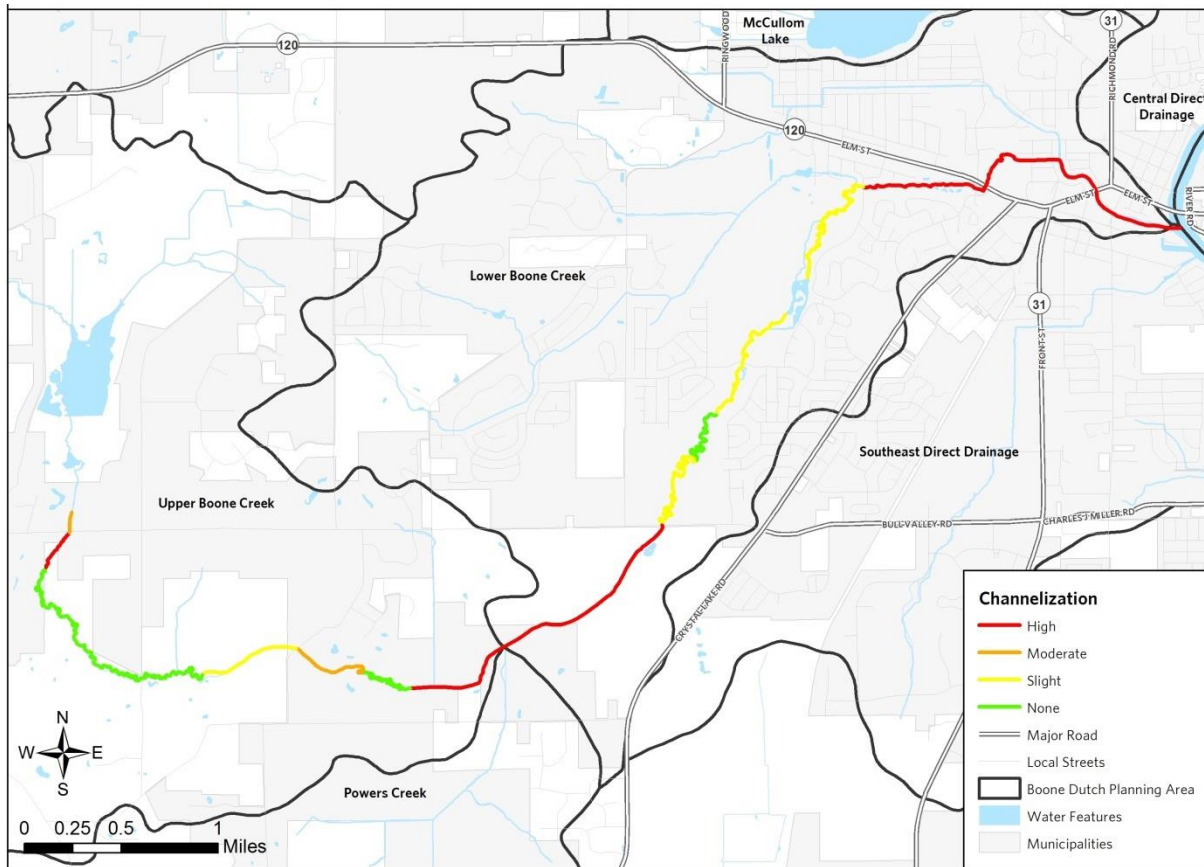 McCullom
Lake
120
RINGWOOD
31
RICHMOND RD
Central Direct
Drainage
120
ELM ST
ELM ST
ELM ST
RIVER RD
Lower Boone Creek
31
FRONT ST
Southeast Direct Drainage
Upper Boone Creek
BULL VALLEY RD
CHARLES J MILLER RD
CRYSTAL LAKE RD
Powers Creek
N
W
E
S
0 0.25 0.5 1
Miles
Channelization
High
Moderate
Slight
None
Major Road
Local Streets
Boone Dutch Planning Area
Water Features
Municipalities